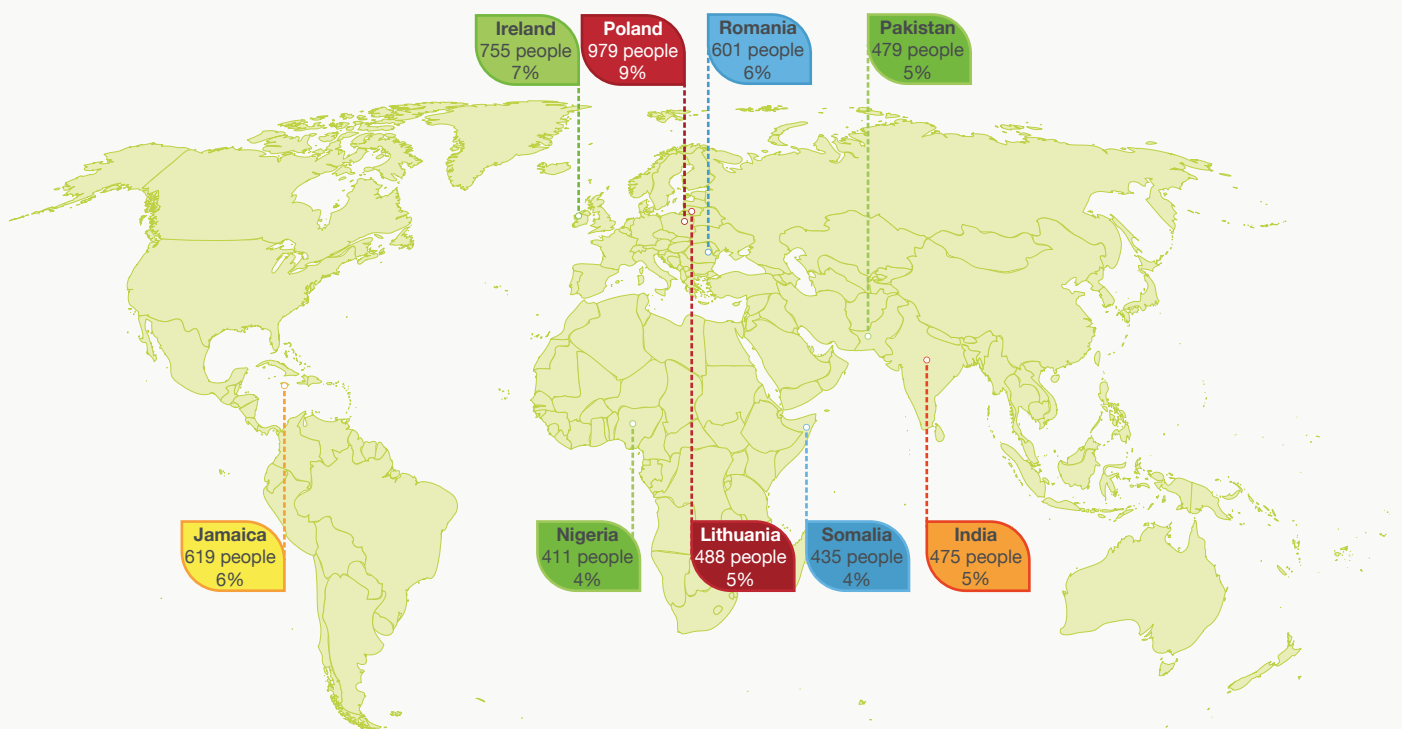 Ireland
755 people
7%
Poland
979 people
9%
Romania
601 people
6%
Pakistan
479 people
5%
Jamaica
619 people
6%
Nigeria
411 people
4%
Lithuania
488 people
5%
Somalia
435 people
4%
India
475 people
5%